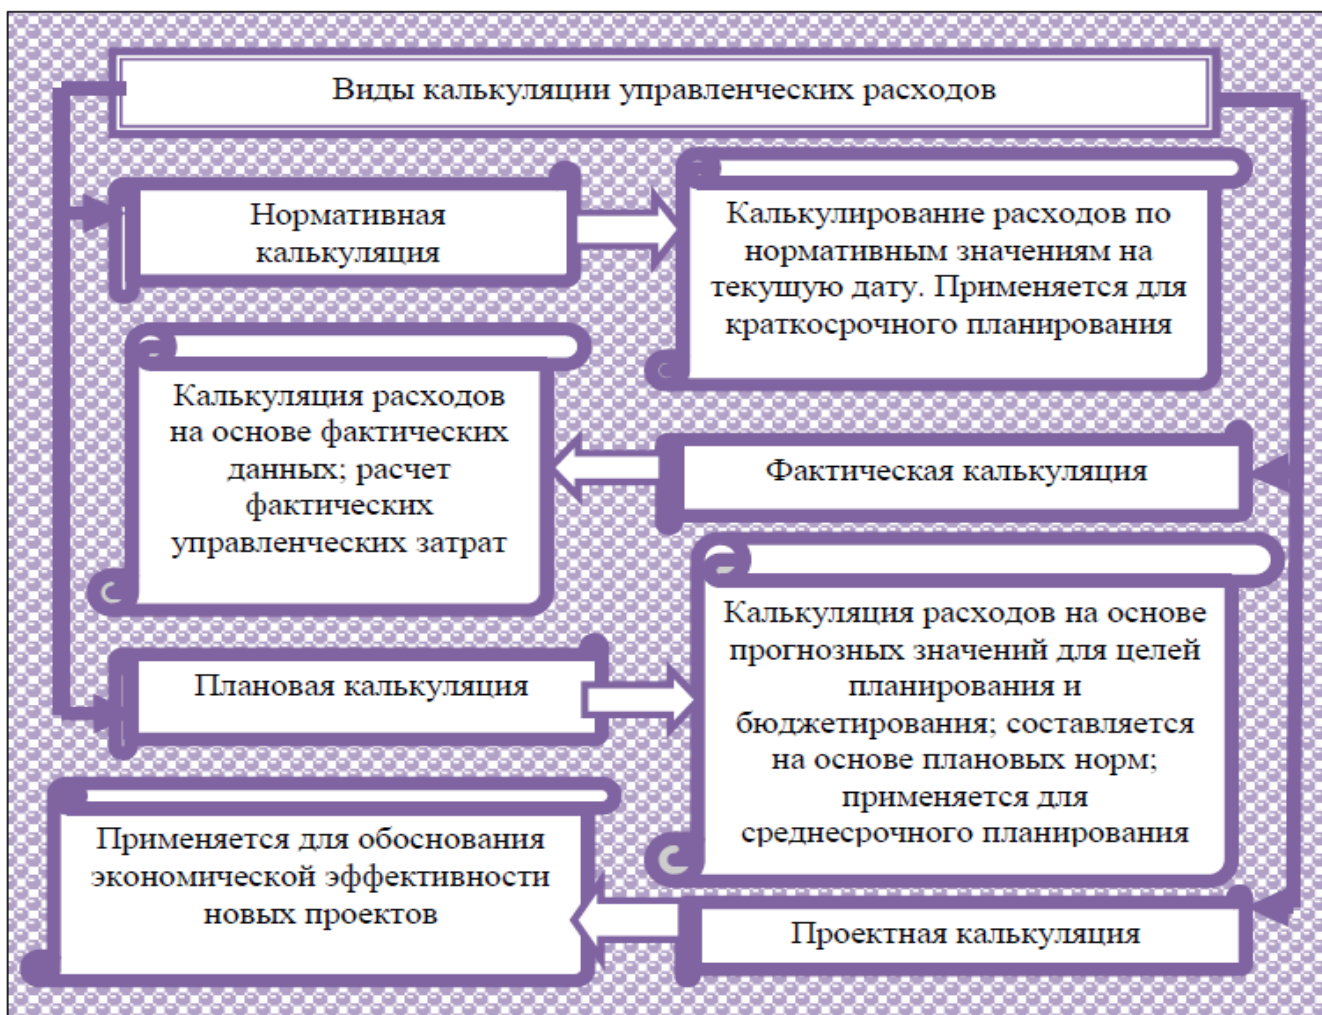 Виды калькуляции управленческих расходов
Нормативная
калькуляция
Калькулирование расходов по
нормативным значениям на
текущую дату. Применяется для
краткосрочного планирования
Калькуляция расходов
на основе фактических
данных; расчет
фактических
управленческих затрат
Фактическая калькуляция
Плановая калькуляция
Калькуляция расходов на основе
прогнозных значений для целей
планирования и
бюджетирования; составляется
на основе плановых норм;
применяется для
среднесрочного планирования
Применяется для обоснования
экономической эффективности
новых проектов
Проектная калькуляция